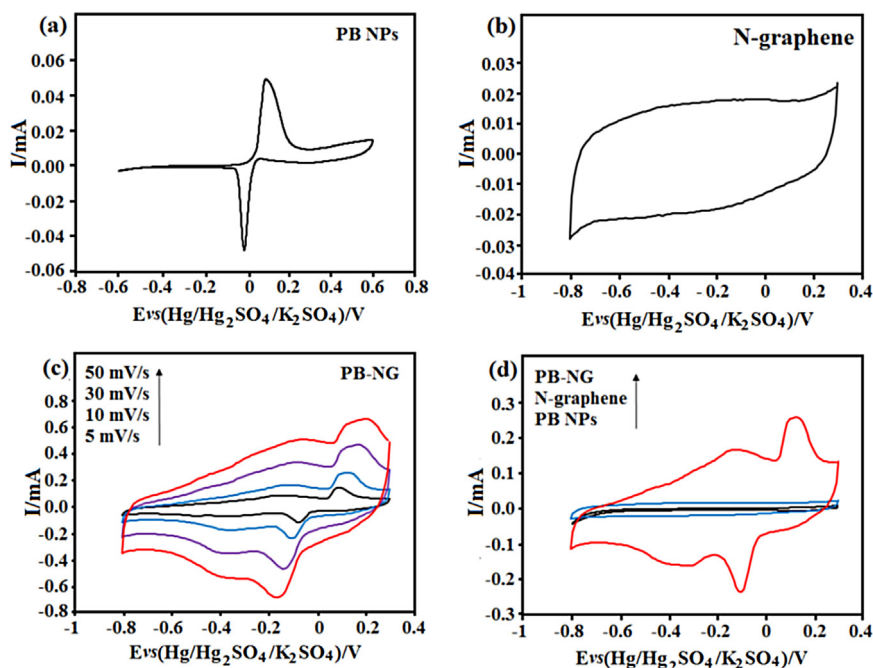 (a)
PB NPs
I/mA
0.06
0.04
0.02
0.00
-0.02
-0.04
0.06
-0.8 -0.6 -0.4 -0.2 0 0.2 0.4 0.6 0.8
Evs(Hg/Hg2SO4/K2SO4)/V
(b)
N-graphene
I/mA
0.04
0.03
0.02
0.01
0.00
-0.01
-0.02
-0.03
-0.04
-1 -0.8 -0.6 -0.4 -0.2 0 0.2 0.4
Evs(Hg/Hg2SO4/K2SO4)/V
(c)
50 mV/s
30 mV/s
10 mV/s
5 mV/s
PB-NG
I/mA
0.8
0.6
0.4
0.2
0.0
-0.2
-0.4
-0.6
-0.8
-1 -0.8 -0.6 -0.4 -0.2 0 0.2 0.4
Evs(Hg/Hg2SO4/K2SO4)/V
(d)
PB-NG
N-graphene
PB NPs
I/mA
0.3
0.2
0.1
0.0
-0.1
-0.2
-0.3
-1 -0.8 -0.6 -0.4 -0.2 0 0.2 0.4
Evs(Hg/Hg2SO4/K2SO4)/V